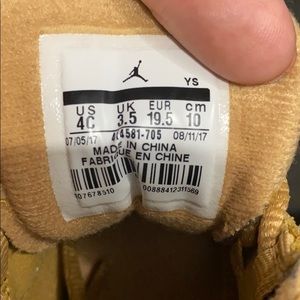 YS
US UK EUR cm
4C 3.5 19.5 10
07/05/17 08/11/17
MADE IN CHINA
FABRIQUÉ EN CHINE